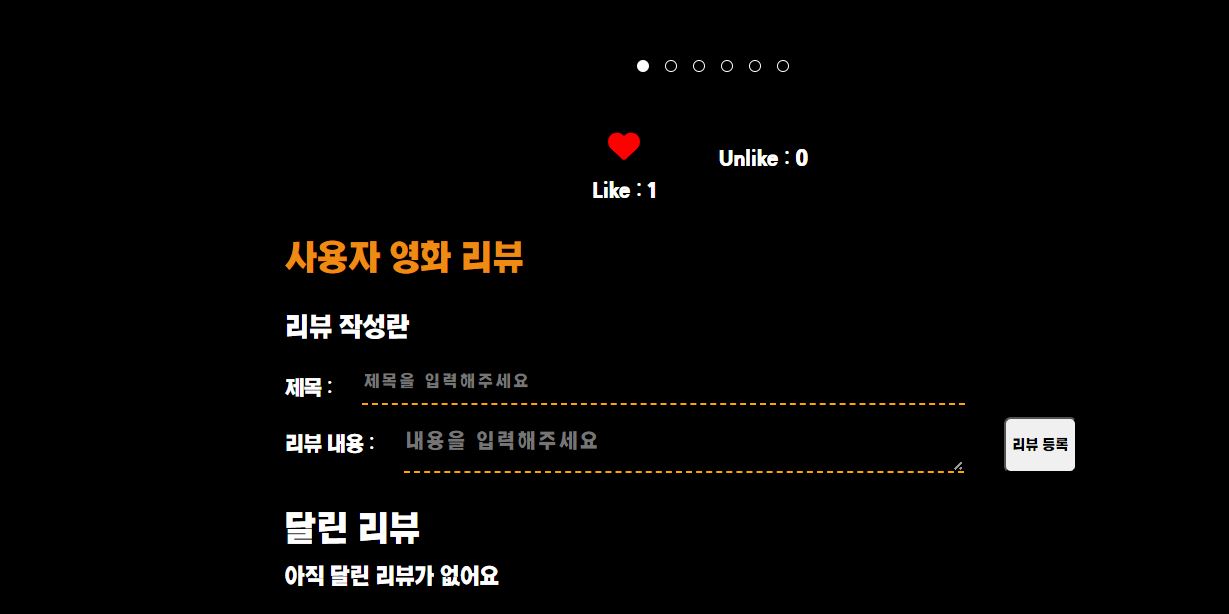 Unlike : 0
Like : 1
사용자 영화 리뷰
리뷰 작성란
제목 : 제목을 입력해주세요
리뷰 내용 : 내용을 입력해주세요 리뷰 등록
달린 리뷰
아직 달린 리뷰가 없어요